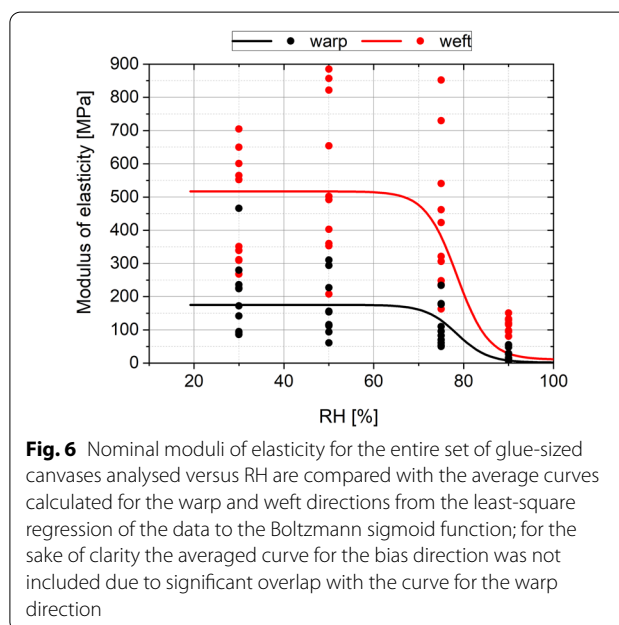 warp weft
900
800
700
600
500
400
300
200
100
0
Modulus of elasticity [MPa]
20 40 60 80 100
RH [%]
Fig. 6 Nominal moduli of elasticity for the entire set of glue-sized
canvases analysed versus RH are compared with the average curves
calculated for the warp and weft directions from the least-square
regression of the data to the Boltzmann sigmoid function; for the
sake of clarity the averaged curve for the bias direction was not
included due to significant overlap with the curve for the warp
direction